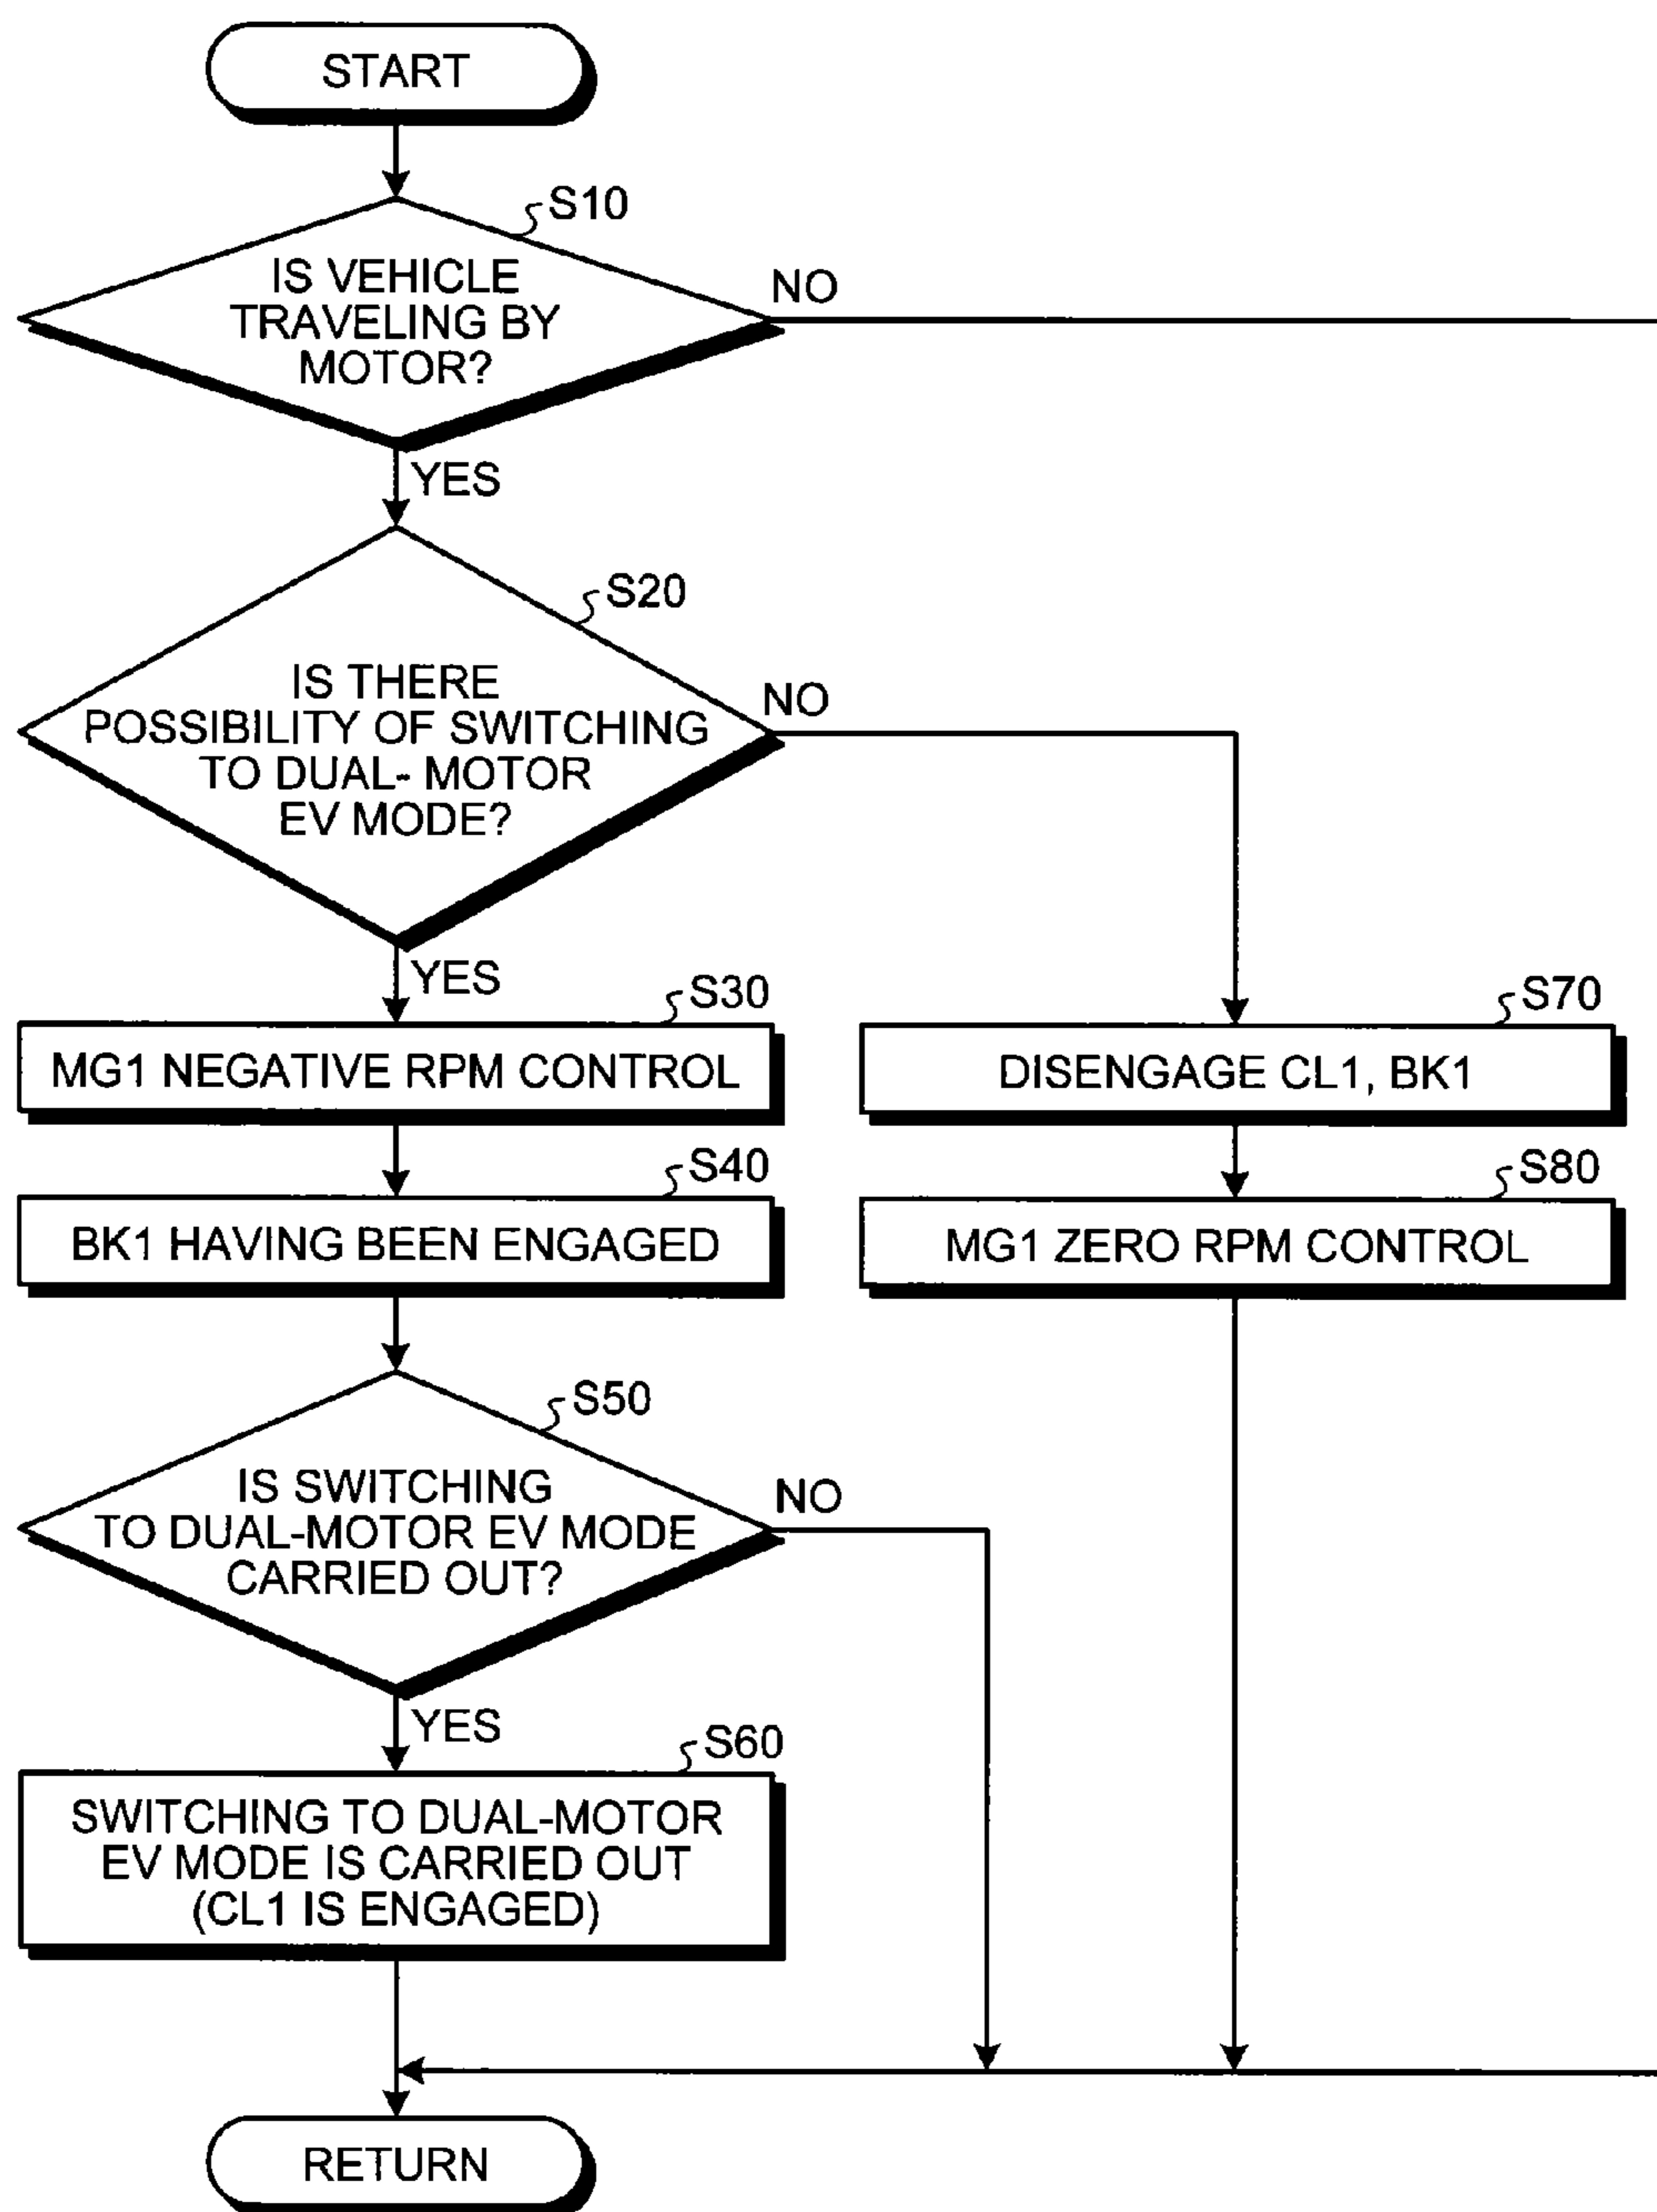 START
S10
IS VEHICLE
TRAVELING BY
MOTOR?
NO
YES
S20
IS THERE
POSSIBILITY OF SWITCHING
TO DUAL- MOTOR
EV MODE?
NO
YES
S30
MG1 NEGATIVE RPM CONTROL
S70
DISENGAGE CL1, BK1
S40
BK1 HAVING BEEN ENGAGED
S80
MG1 ZERO RPM CONTROL
S50
IS SWITCHING
TO DUAL-MOTOR EV MODE
CARRIED OUT?
NO
YES
S60
SWITCHING TO DUAL-MOTOR
EV MODE IS CARRIED OUT
(CL1 IS ENGAGED)
RETURN